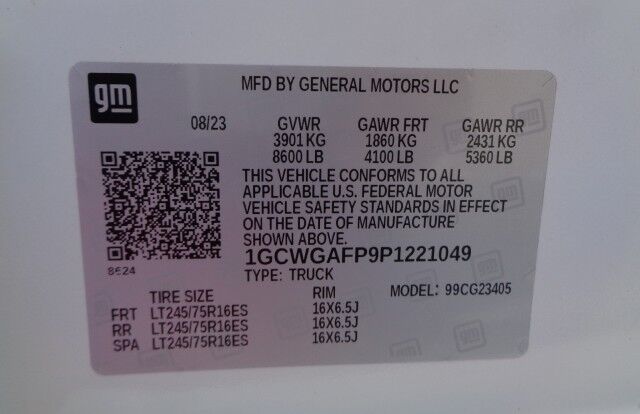 gm
MFD BY GENERAL MOTORS LLC
08/23 GVWR GAWR FRT GAWR RR
3901 KG 1860 KG 2431 KG
8600 LB 4100 LB 5360 LB
THIS VEHICLE CONFORMS TO ALL
APPLICABLE U.S. FEDERAL MOTOR
VEHICLE SAFETY STANDARDS IN EFFECT
ON THE DATE OF MANUFACTURE
SHOWN ABOVE.
1GCWGAFP9P1221049
8624
TYPE: TRUCK
MODEL: 99CG23405
TIRE SIZE RIM
FRT LT245/75R16ES 16X6.5J
RR LT245/75R16ES 16X6.5J
SPA LT245/75R16ES 16X6.5J